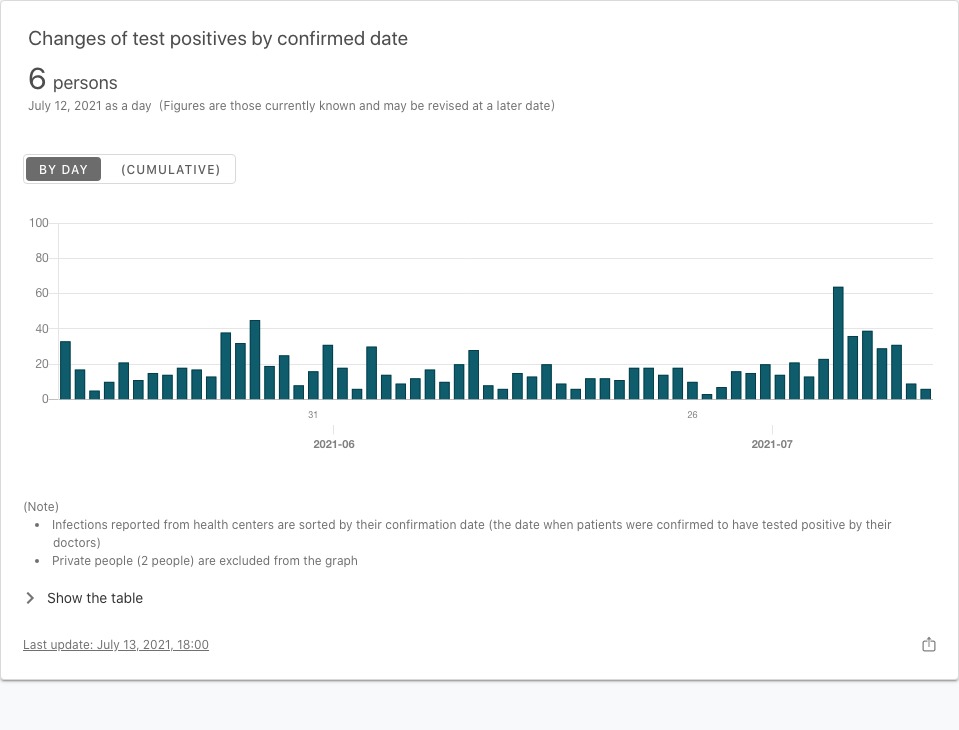 Changes of test positives by confirmed date
6 persons
July 12, 2021 as a day (Figures are those currently known and may be revised at a later date)
BY DAY (CUMULATIVE)
100
80
60
40
20
0
31 26
2021-06 2021-07
(Note)
• Infections reported from health centers are sorted by their confirmation date (the date when patients were confirmed to have tested positive by their
doctors)
• Private people (2 people) are excluded from the graph
Show the table
Last update: July 13, 2021, 18:00